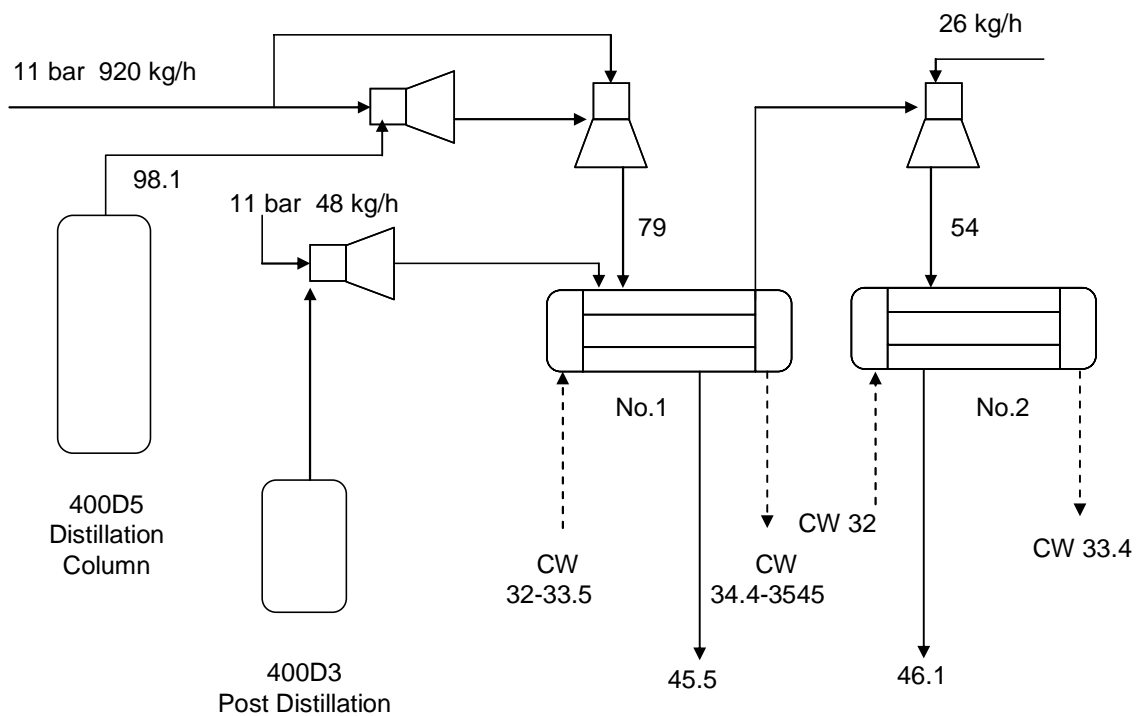 26 kg/h
11 bar  920 kg/h
98.1
11 bar  48 kg/h
79
54
No.1
No.2
400D5
Distillation
Column
CW
32-33.5
CW
34.4-3545
CW 32
CW 33.4
400D3
Post Distillation
45.5
46.1